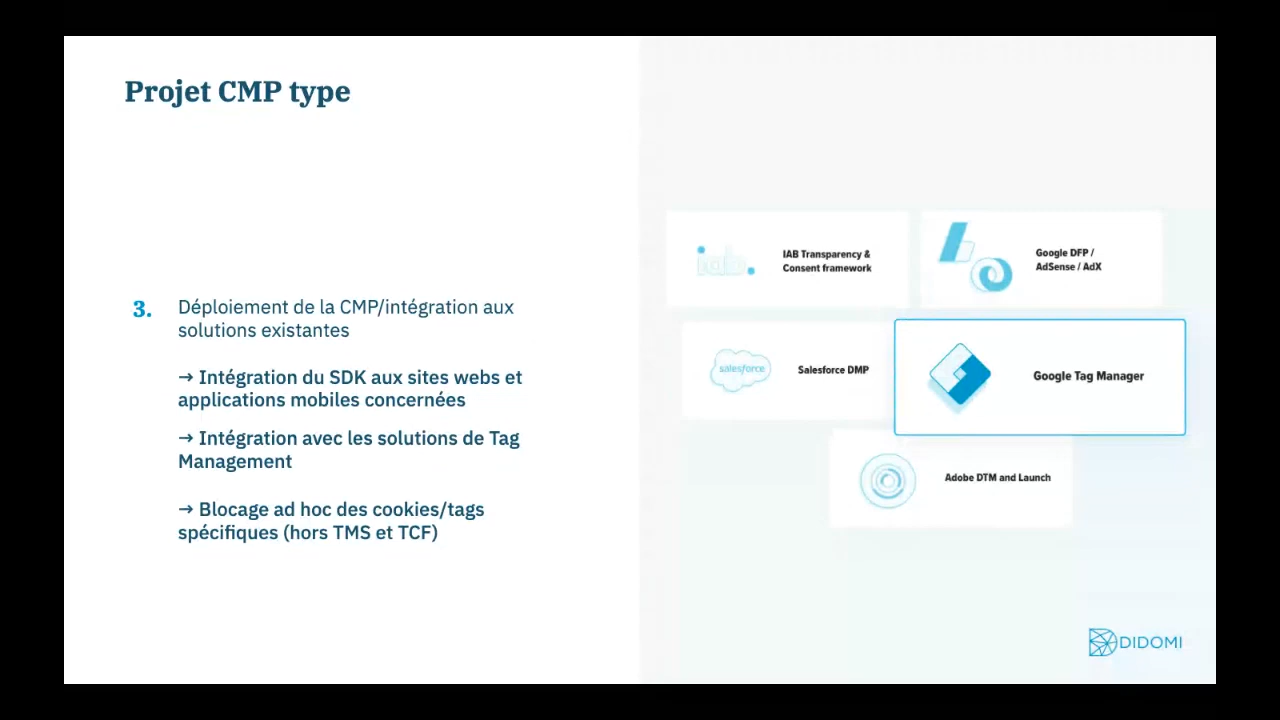 Projet CMP type
3. Déploiement de la CMP/intégration aux
solutions existantes
→ Intégration du SDK aux sites webs et
applications mobiles concernées
→ Intégration avec les solutions de Tag
Management
→ Blocage ad hoc des cookies/tags
spécifiques (hors TMS et TCF)
iab.
IAB Transparency &
Consent framework
Google DFP /
AdSense / AdX
salesforce
Salesforce DMP
Google Tag Manager
Adobe DTM and Launch
DIDOMI